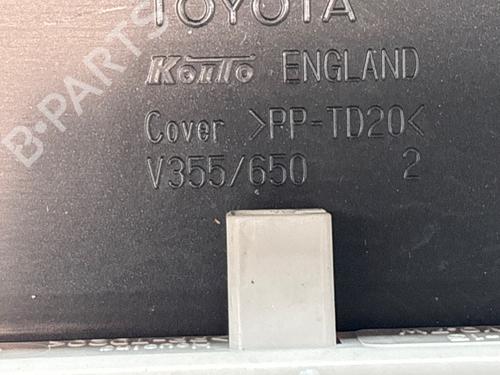 TOYOTA
Konto ENGLAND
Cover >PP-TD20<
V355/650 2
B-PARTS